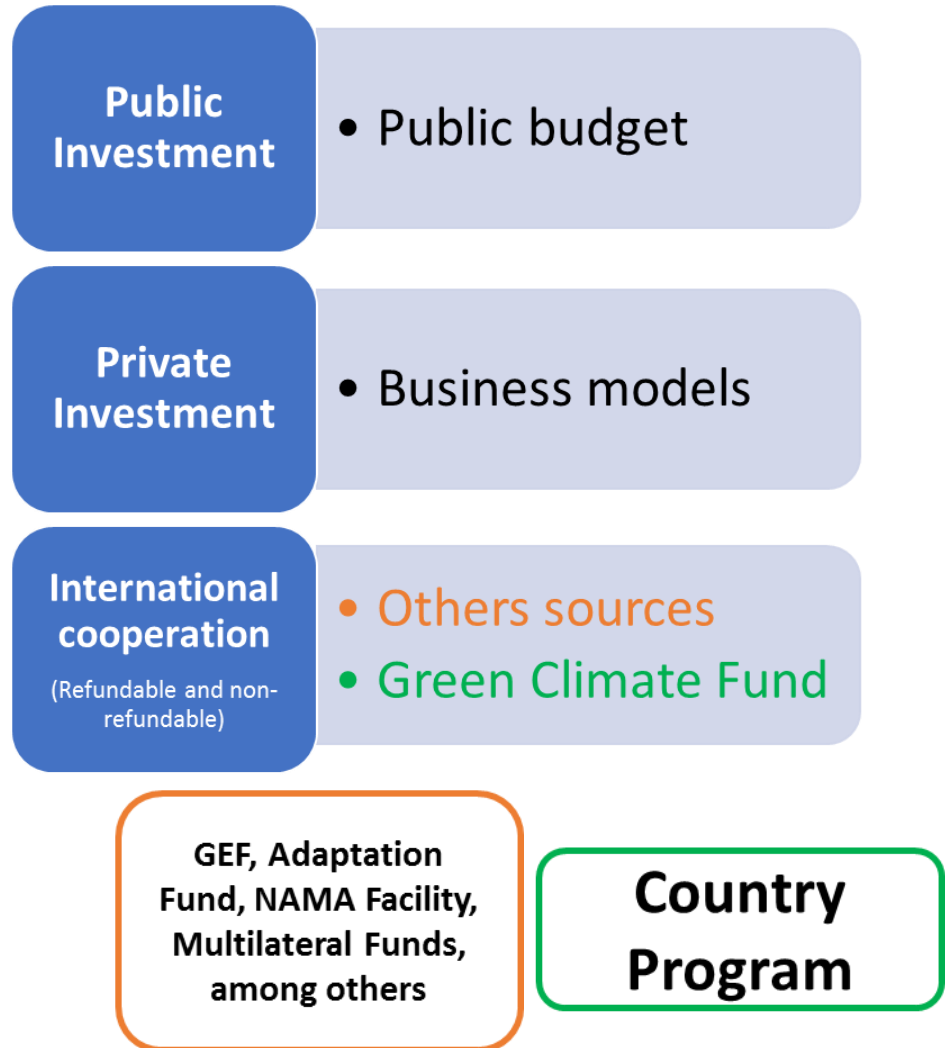 Public
Investment
• Public budget
Private
Investment
• Business models
International
cooperation
(Refundable and non-
refundable)
• Others sources
• Green Climate Fund
GEF, Adaptation
Fund, NAMA Facility,
Multilateral Funds,
among others
Country
Program